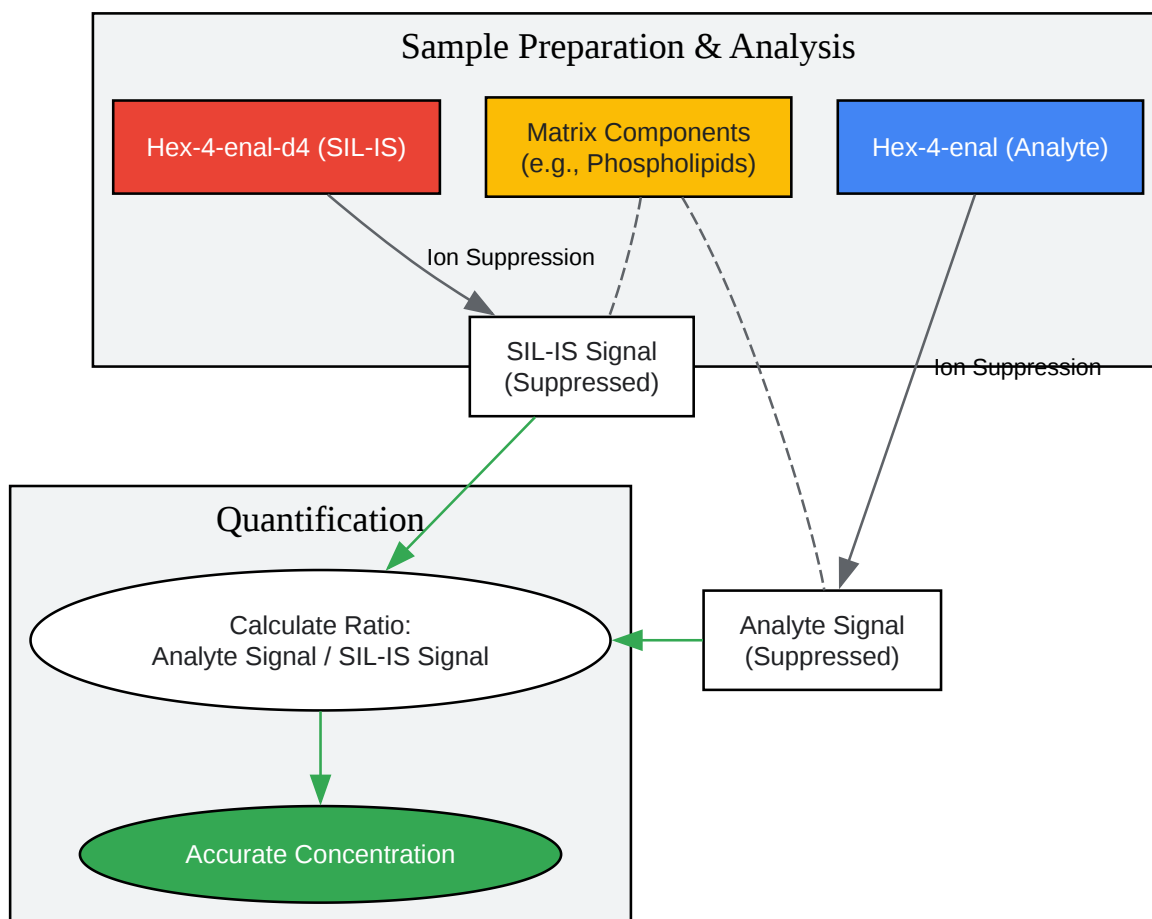 Sample Preparation & Analysis
Hex-4-enal-d4 (SIL-IS)
Matrix Components
(e.g., Phospholipids)
Hex-4-enal (Analyte)
Ion Suppression
SIL-IS Signal
(Suppressed)
Ion Suppression
Quantification
Calculate Ratio:
Analyte Signal / SIL-IS Signal
Analyte Signal
(Suppressed)
Accurate Concentration